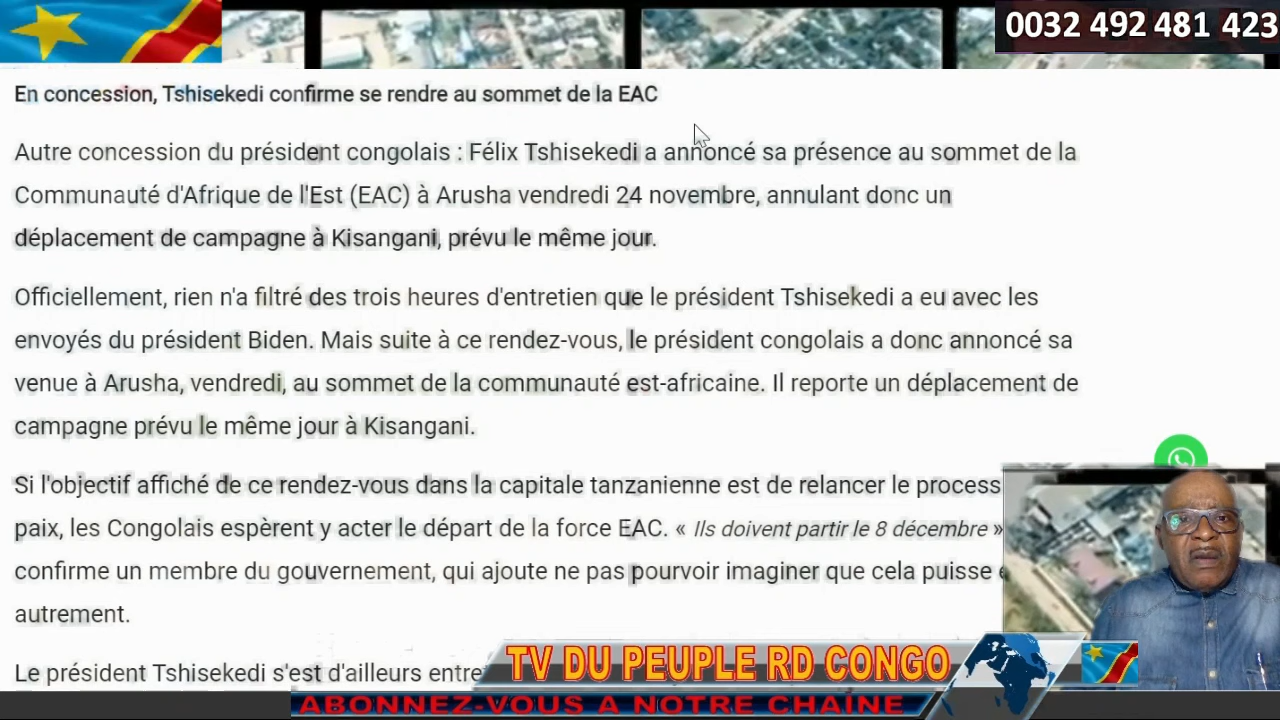 0032 492 481 423
En concession, Tshisekedi confirme se rendre au sommet de la EAC
Autre concession du président congolais : Félix Tshisekedi a annoncé sa présence au sommet de la
Communauté d'Afrique de l'Est (EAC) à Arusha vendredi 24 novembre, annulant donc un
déplacement de campagne à Kisangani, prévu le même jour.
Officiellement, rien n'a filtré des trois heures d'entretien que le président Tshisekedi a eu avec les
envoyés du président Biden. Mais suite à ce rendez-vous, le président congolais a donc annoncé sa
venue à Arusha, vendredi, au sommet de la communauté est-africaine. Il reporte un déplacement de
campagne prévu le même jour à Kisangani.
Si l'objectif affiché de ce rendez-vous dans la capitale tanzanienne est de relancer le process
paix, les Congolais espèrent y acter le départ de la force EAC. « Ils doivent partir le 8 décembre »
confirme un membre du gouvernement, qui ajoute ne pas pourvoir imaginer que cela puisse
autrement.
Le président Tshisekedi s'est d'ailleurs entre
TV DU PEUPLE RD CONGO
ABONNEZ-VOUS A NOTRE CHAÎNE